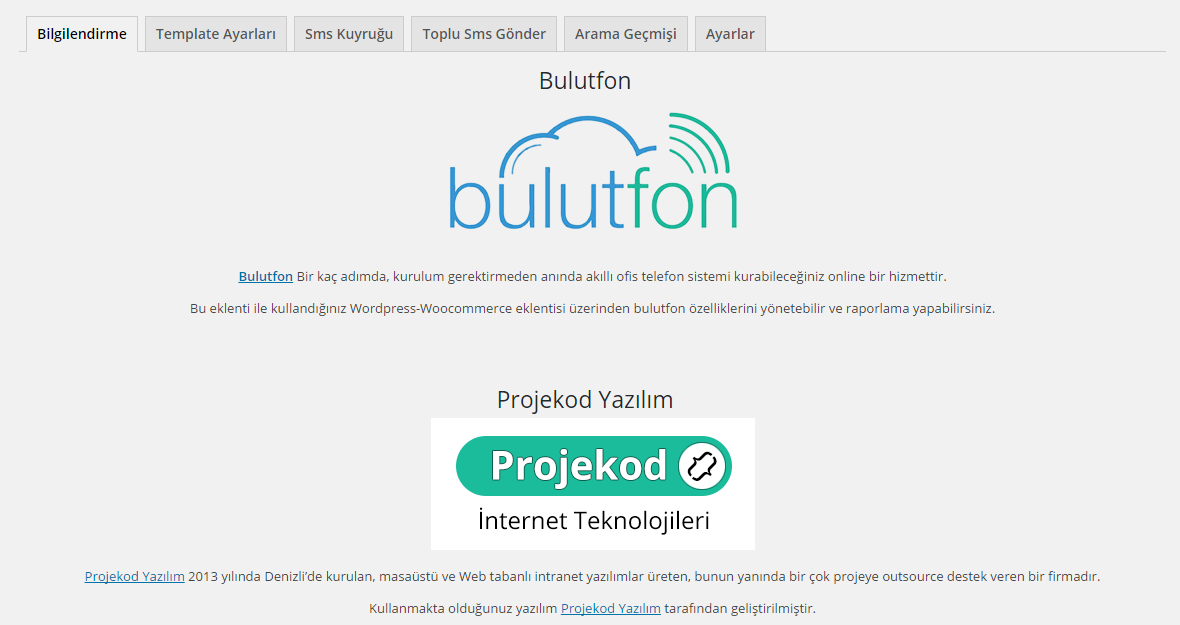 Bilgilendirme Template Ayarları Sms Kuyruğu Toplu Sms Gönder Arama Geçmişi Ayarlar
Bulutfon
bulutfon
Bulutfon Bir kaç adımda, kurulum gerektirmeden anında akıllı ofis telefon sistemi kurabileceğiniz online bir hizmettir.
Bu eklenti ile kullandığınız Wordpress-Woocommerce eklentisi üzerinden bulutfon özelliklerini yönetebilir ve raporlama yapabilirsiniz.
Projekod Yazılım
Projekod
İnternet Teknolojileri
Projekod Yazılım 2013 yılında Denizli’de kurulan, masaüstü ve Web tabanlı intranet yazılımlar üreten, bunun yanında bir çok projeye outsource destek veren bir firmadır.
Kullanmakta olduğunuz yazılım Projekod Yazılım tarafından geliştirilmiştir.